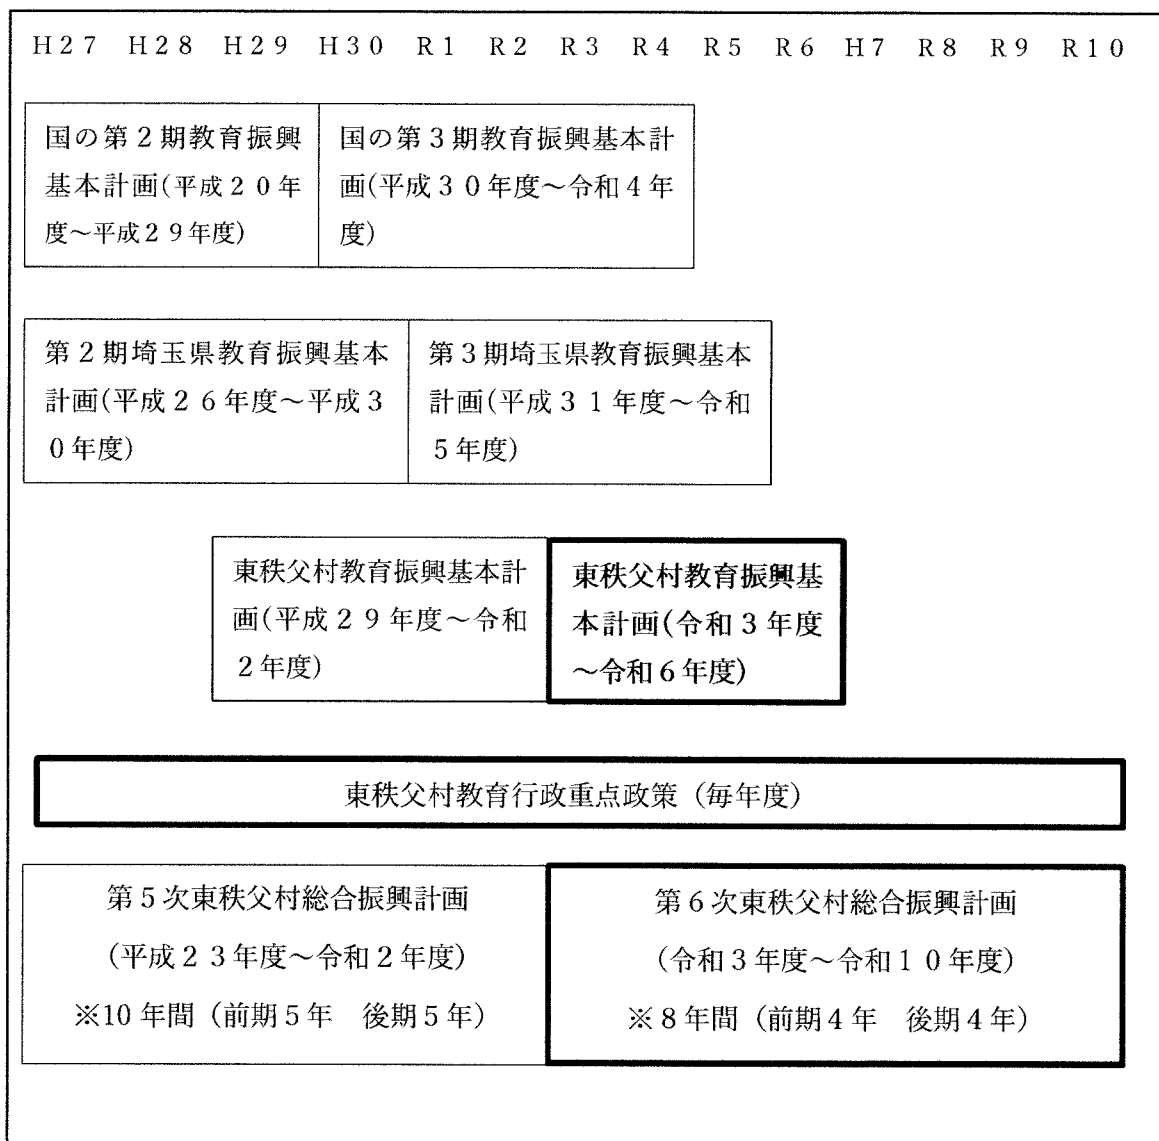 H27 H28 H29 H30 R1 R2 R3 R4 R5 R6 H7 R8 R9 R10
国の第2期教育振興
基本計画(平成20年
度～平成29年度)
国の第3期教育振興基本計
画(平成30年度～令和4年
度)
第2期埼玉県教育振興基本
計画(平成26年度～平成3
0年度)
第3期埼玉県教育振興基本
計画(平成31年度～令和
5年度)
東秩父村教育振興基本計
画(平成29年度～令和
2年度)
東秩父村教育振興基
本計画(令和3年度
～令和6年度)
東秩父村教育行政重点政策（毎年度）
第5次東秩父村総合振興計画
(平成23年度～令和2年度)
※10年間（前期5年　後期5年）
第6次東秩父村総合振興計画
(令和3年度～令和10年度)
※8年間（前期4年　後期4年）